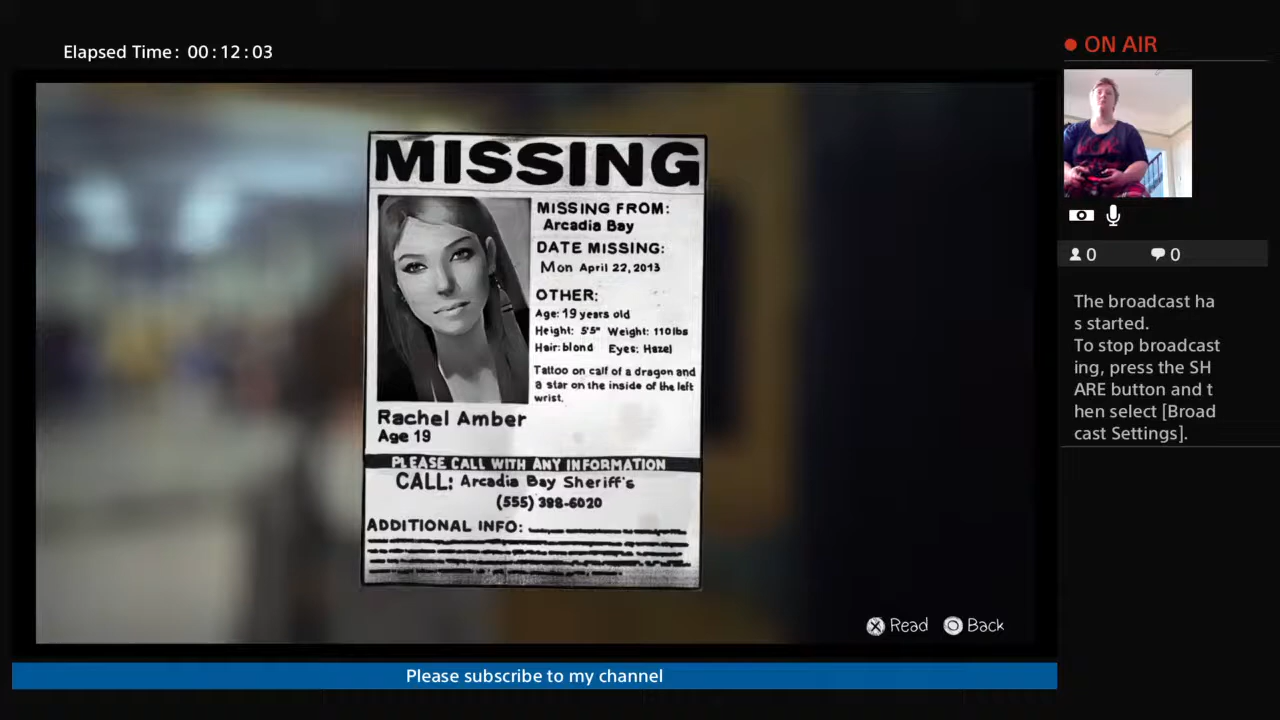 Elapsed Time: 00:12:03
ON AIR
MISSING
MISSING FROM:
Arcadia Bay
DATE MISSING:
Mon April 22, 2013
OTHER:
Age: 19 years old
Height: 5'5" Weight: 110lbs
Hair: blond Eyes: Hazel
Tattoo on calf of a dragon and
a star on the inside of the left
wrist.
Rachel Amber
Age 19
PLEASE CALL WITH ANY INFORMATION
CALL: Arcadia Bay Sheriff's
(555) 398-6020
ADDITIONAL INFO:
Read
Back
0
0
The broadcast ha
s started.
To stop broadcast
ing, press the SH
ARE button and t
hen select [Broad
cast Settings].
Please subscribe to my channel